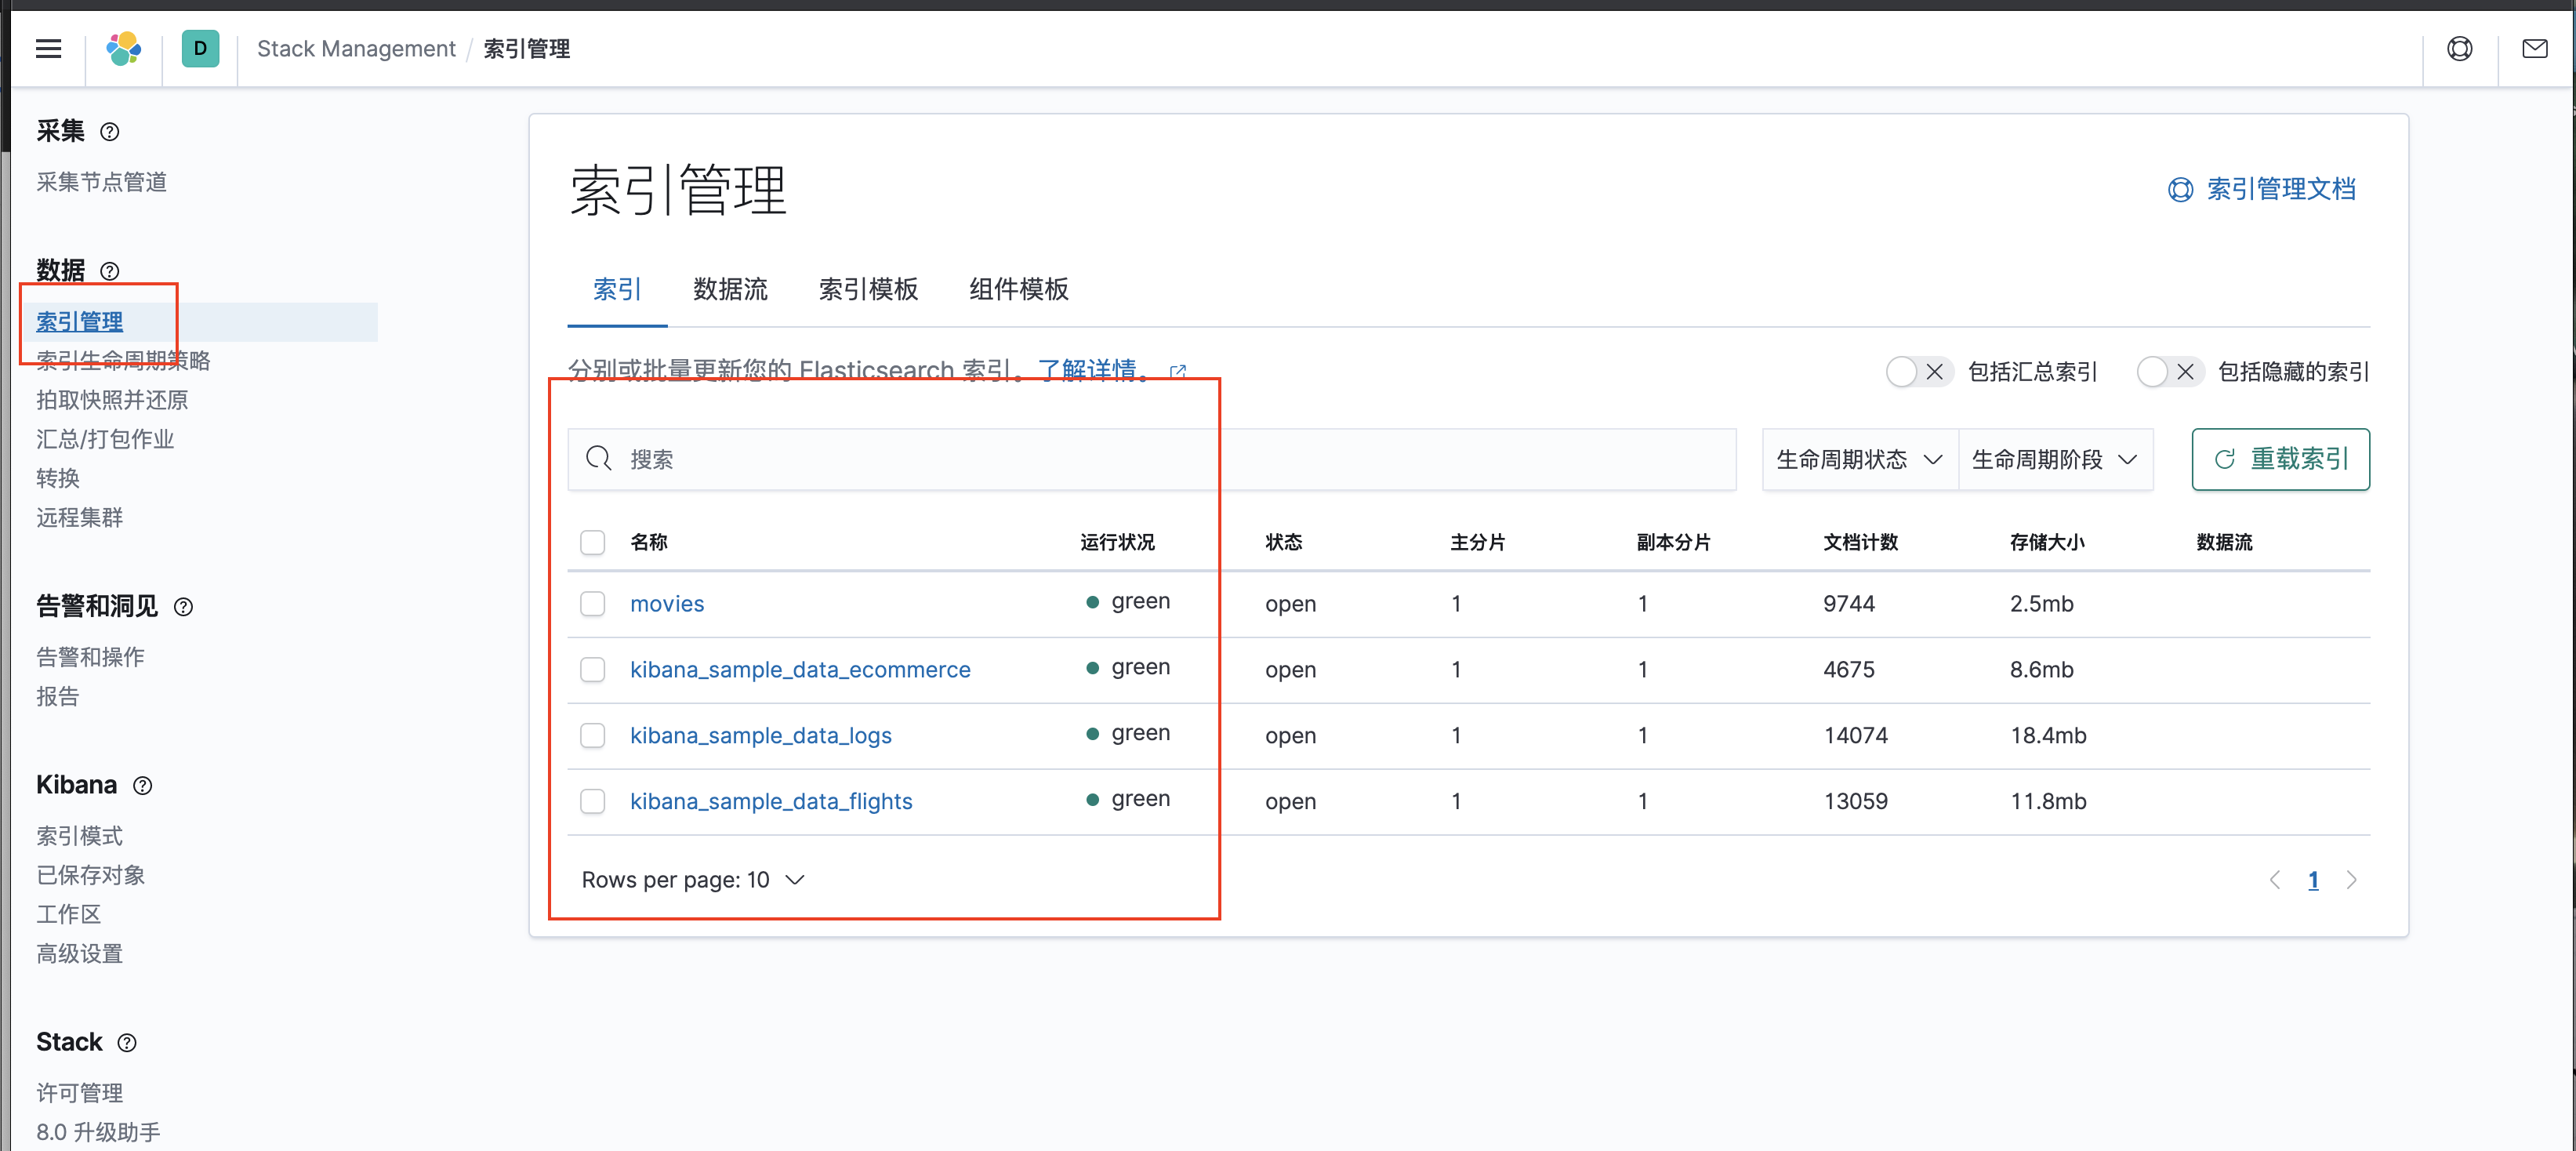 D Stack Management / 索引管理
采集
采集节点管道
数据
索引管理
索引生命周期策略
拍取快照并还原
汇总/打包作业
转换
远程集群
告警和洞见
告警和操作
报告
Kibana
索引模式
已保存对象
工作区
高级设置
Stack
许可管理
8.0 升级助手
索引管理
索引管理文档
索引 数据流 索引模板 组件模板
分别或批量更新您的 Elasticsearch 索引。了解详情。
包括汇总索引 包括隐藏的索引
搜索 生命周期状态 生命周期阶段 重载索引
名称 运行状况 状态 主分片 副本分片 文档计数 存储大小 数据流
movies green open 1 1 9744 2.5mb
kibana_sample_data_ecommerce green open 1 1 4675 8.6mb
kibana_sample_data_logs green open 1 1 14074 18.4mb
kibana_sample_data_flights green open 1 1 13059 11.8mb
Rows per page: 10 1